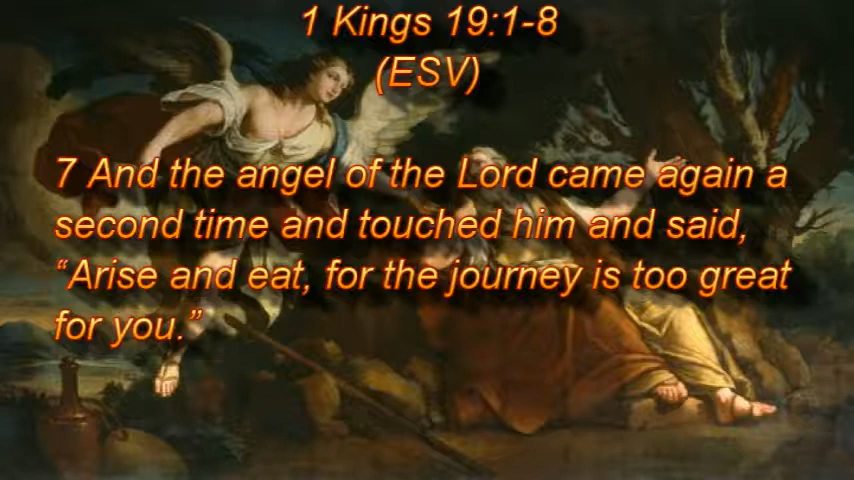 1 Kings 19:1-8
(ESV)
7 And the angel of the Lord came again a
second time and touched him and said,
“Arise and eat, for the journey is too great
for you.”